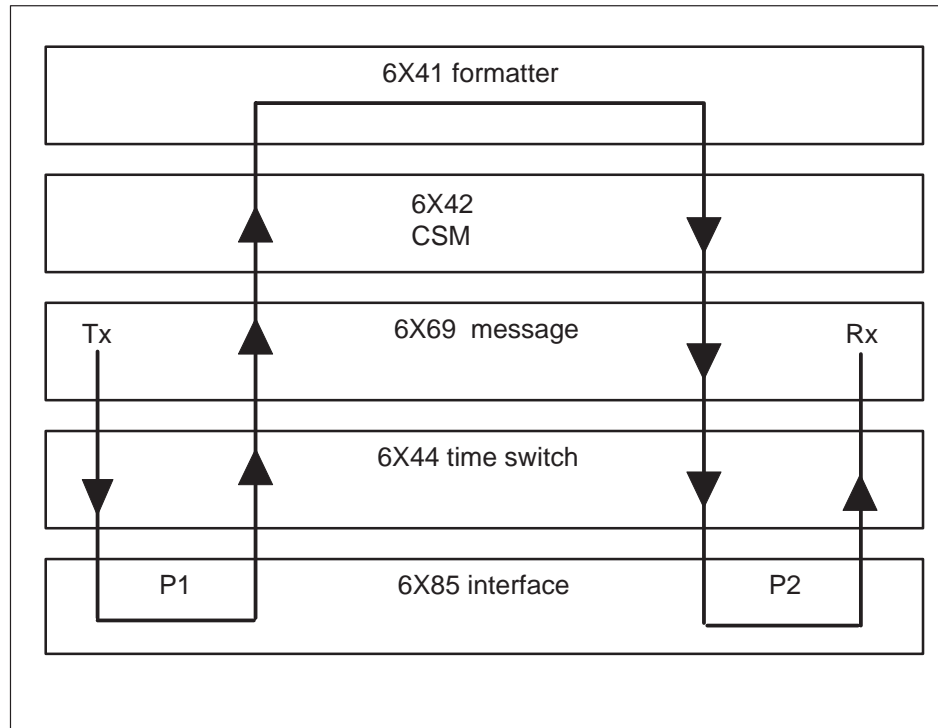 6X41 formatter
6X42
CSM
Tx
6X69 message
Rx
6X44 time switch
P1
6X85 interface
P2